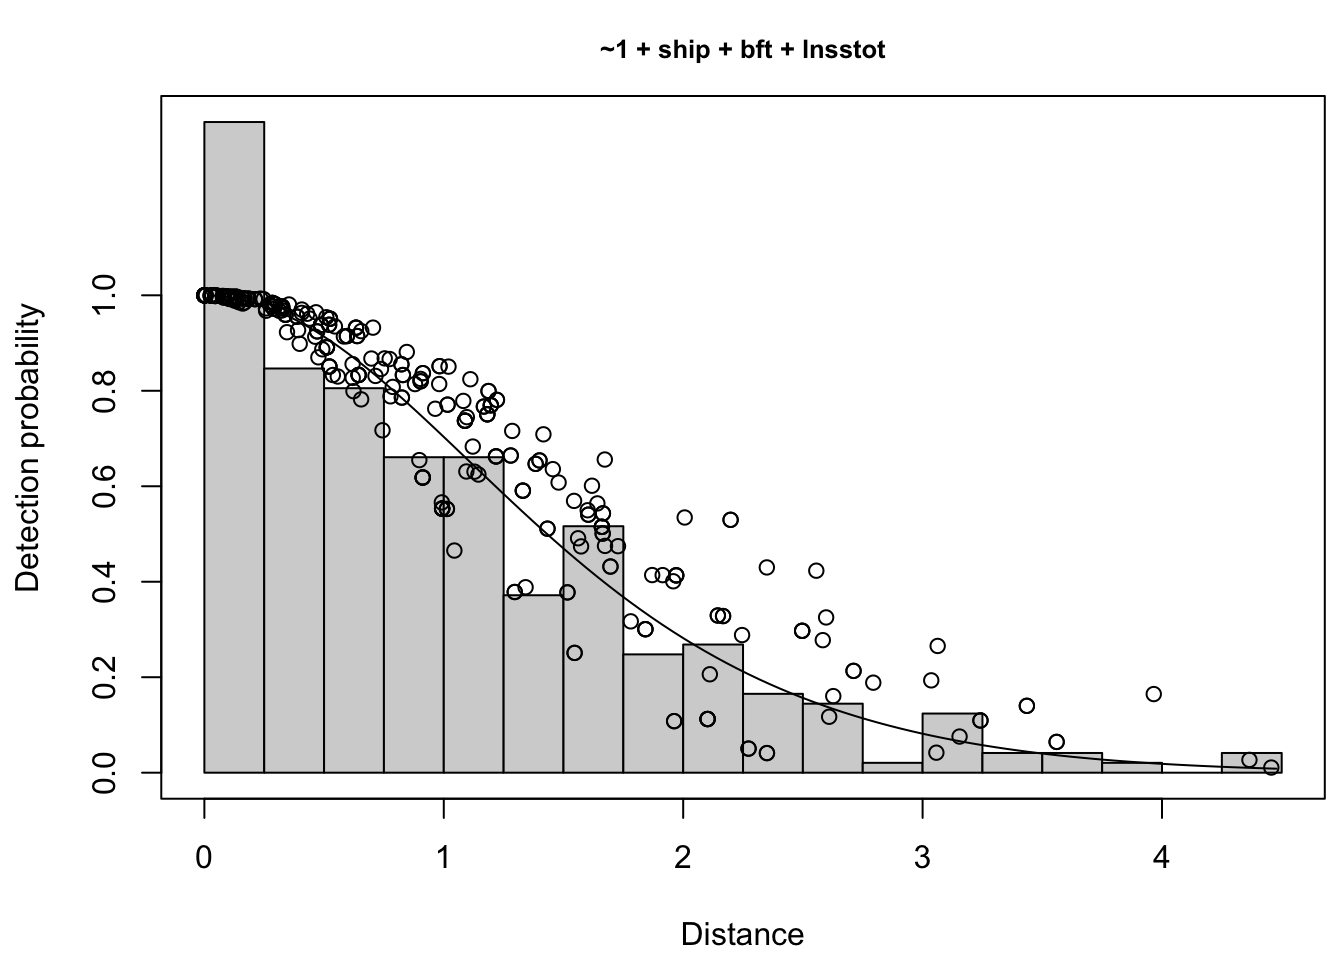 ~1 + ship + bft + lnsstot
Detection probability
1.0
0.8
0.6
0.4
0.2
0.0
0 1 2 3 4
Distance